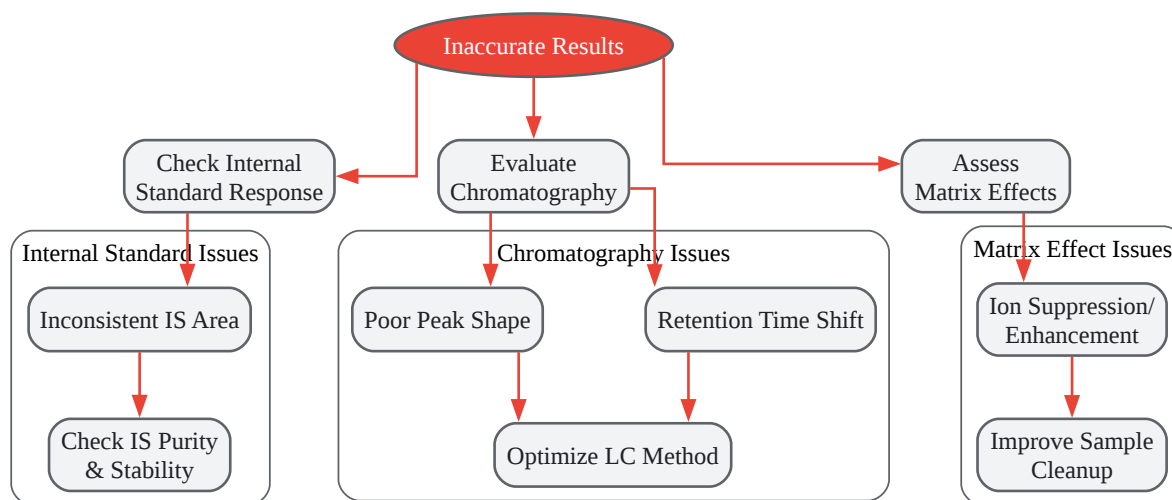 Inaccurate Results
Check Internal
Standard Response
Evaluate
Chromatography
Assess
Matrix Effects
Internal Standard Issues
Inconsistent IS Area
Check IS Purity
& Stability
Chromatography Issues
Poor Peak Shape
Retention Time Shift
Optimize LC Method
Matrix Effect Issues
Ion Suppression/
Enhancement
Improve Sample
Cleanup